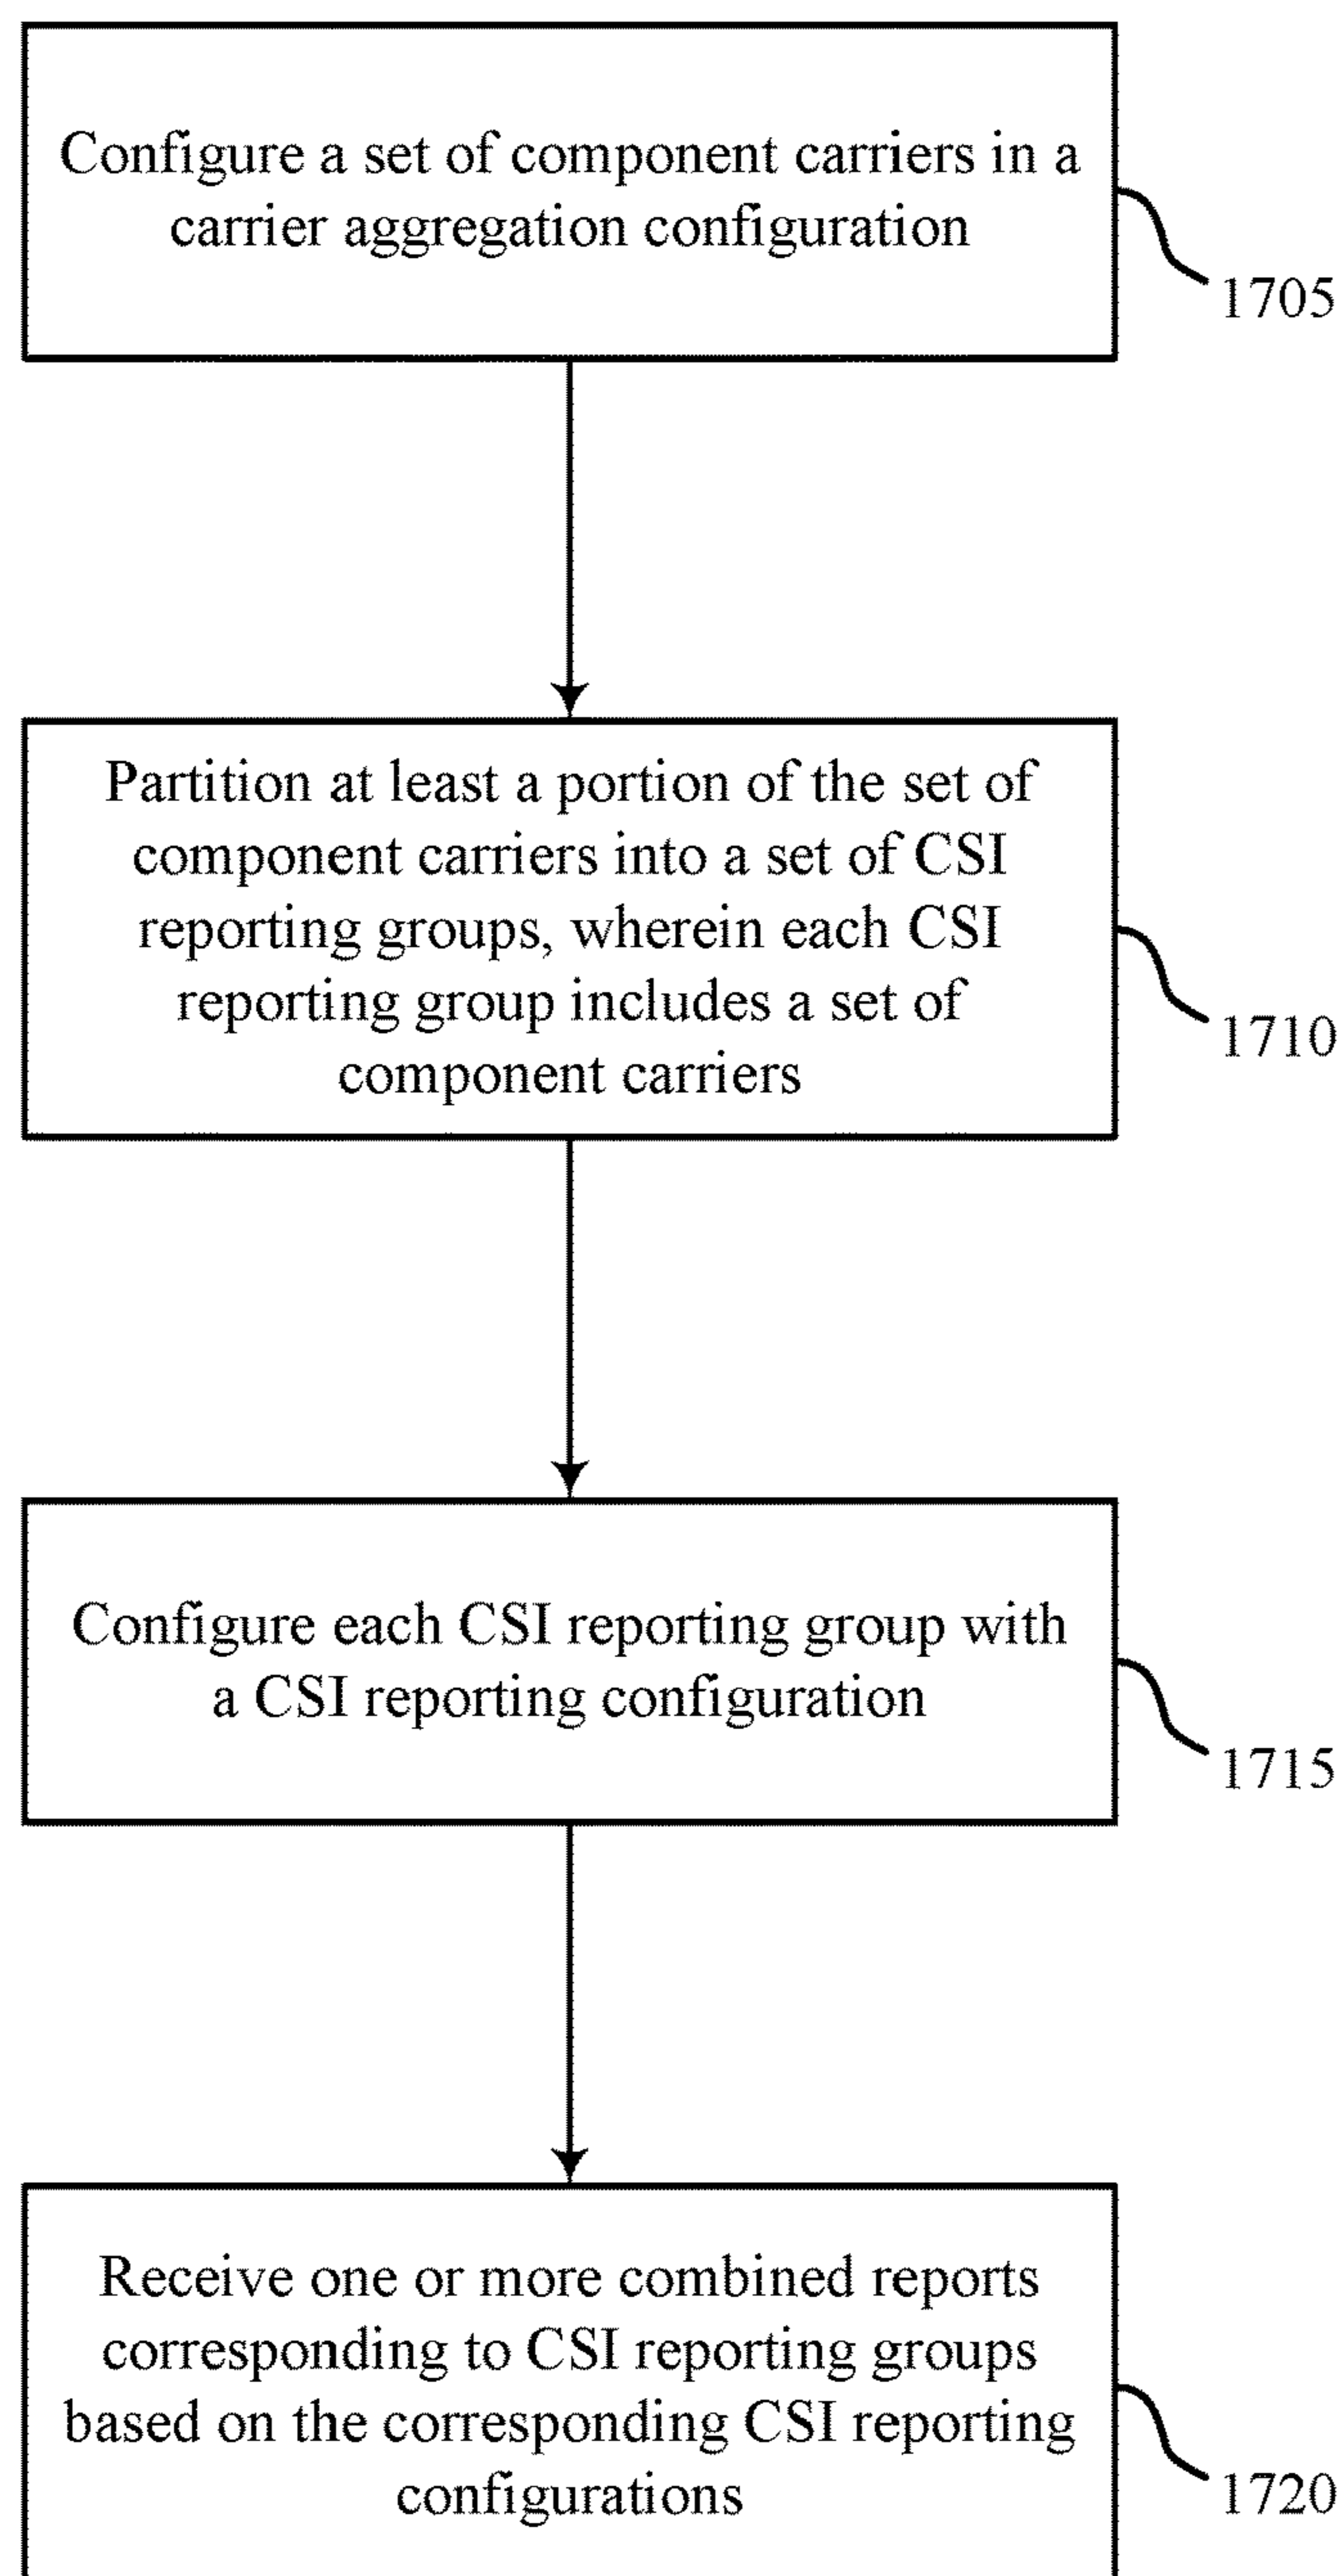 Configure a set of component carriers in a
carrier aggregation configuration
1705
Partition at least a portion of the set of
component carriers into a set of CSI
reporting groups, wherein each CSI
reporting group includes a set of
component carriers
1710
Configure each CSI reporting group with
a CSI reporting configuration
1715
Receive one or more combined reports
corresponding to CSI reporting groups
based on the corresponding CSI reporting
configurations
1720